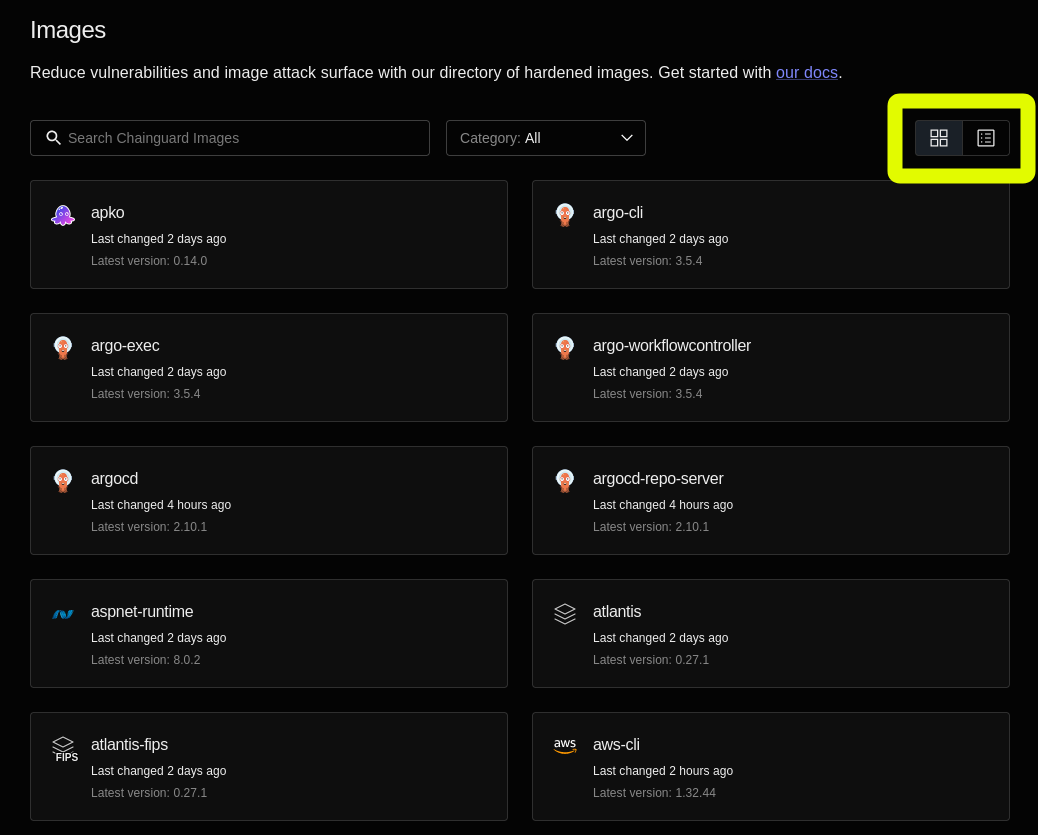 Images
Reduce vulnerabilities and image attack surface with our directory of hardened images. Get started with our docs.
Search Chainguard Images
Category: All
apko
Last changed 2 days ago
Latest version: 0.14.0
argo-cli
Last changed 2 days ago
Latest version: 3.5.4
argo-exec
Last changed 2 days ago
Latest version: 3.5.4
argo-workflowcontroller
Last changed 2 days ago
Latest version: 3.5.4
argocd
Last changed 4 hours ago
Latest version: 2.10.1
argocd-repo-server
Last changed 4 hours ago
Latest version: 2.10.1
aspnet-runtime
Last changed 2 days ago
Latest version: 8.0.2
atlantis
Last changed 2 days ago
Latest version: 0.27.1
FIPS
atlantis-fips
Last changed 2 days ago
Latest version: 0.27.1
aws
aws-cli
Last changed 2 hours ago
Latest version: 1.32.44